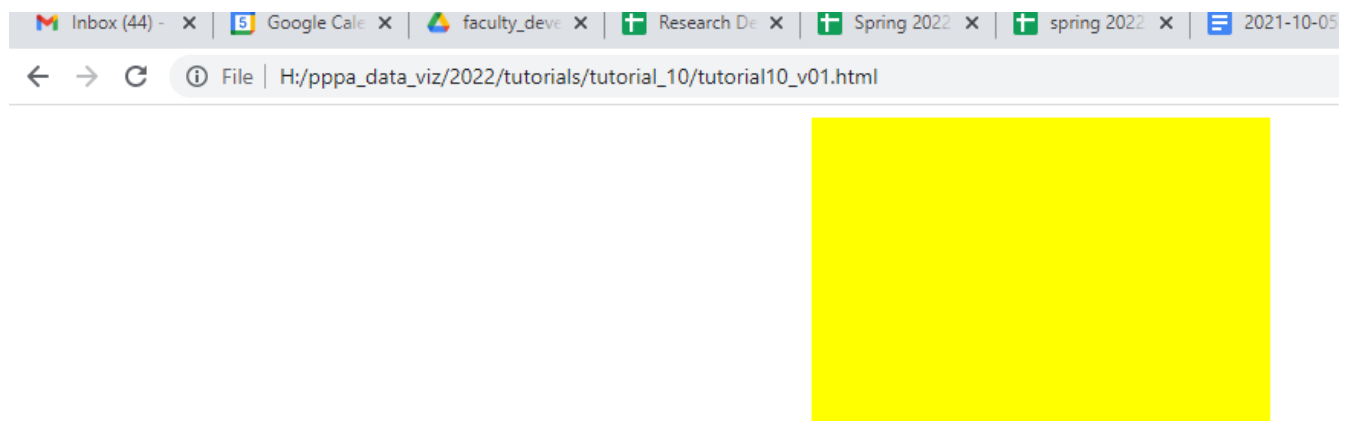 Inbox (44) - 5 Google Cale faculty_deve Research De Spring 2022 spring 2022 2021-10-05
File H:/pppa_data_viz/2022/tutorials/tutorial_10/tutorial10_v01.html